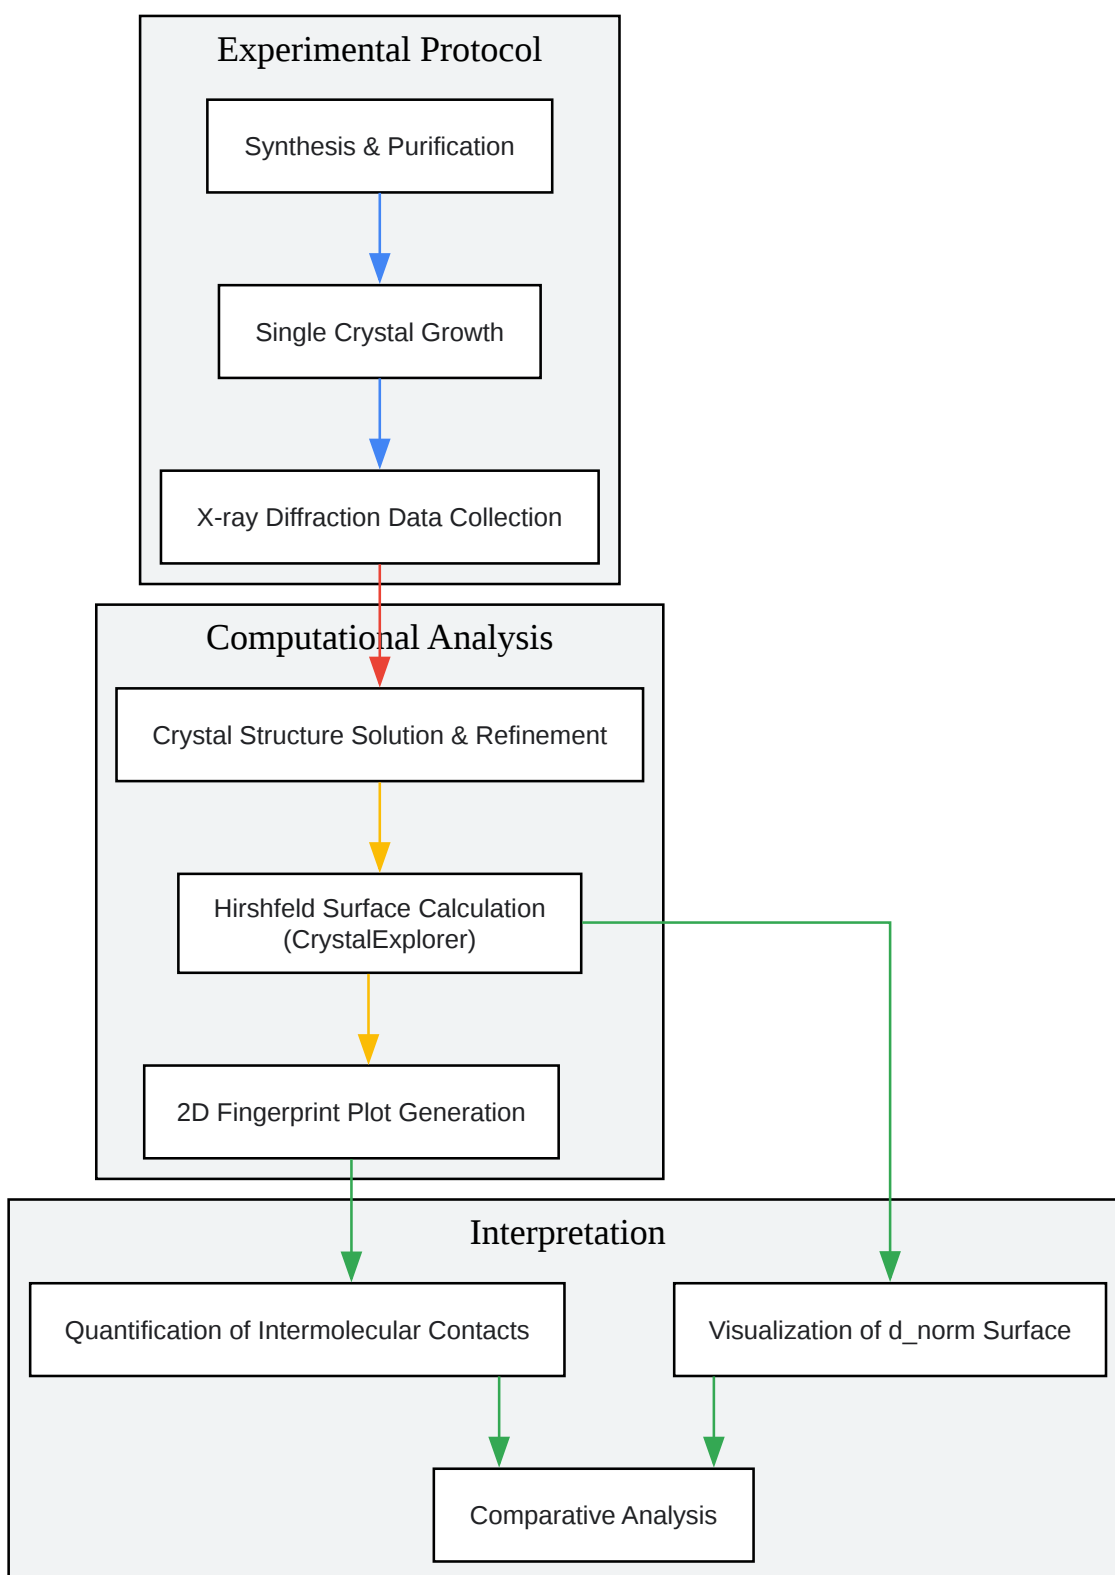 Experimental Protocol
Synthesis & Purification
Single Crystal Growth
X-ray Diffraction Data Collection
Computational Analysis
Crystal Structure Solution & Refinement
Hirshfeld Surface Calculation
(CrystalExplorer)
2D Fingerprint Plot Generation
Interpretation
Quantification of Intermolecular Contacts
Visualization of d_norm Surface
Comparative Analysis